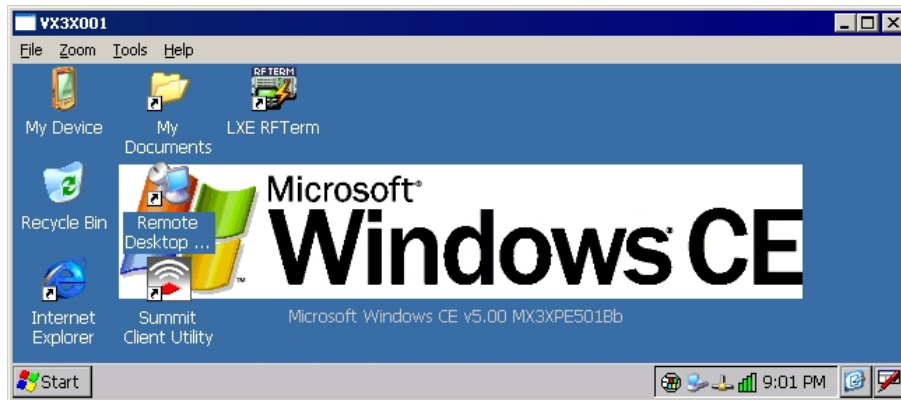 VX3X001
File Zoom Tools Help
RFTERM
My Device
My
Documents
LXE RFTerm
Recycle Bin
Remote
Desktop ...
Microsoft®
Windows CE
™
Internet
Explorer
Summit
Client Utility
Microsoft Windows CE v5.00 MX3XPE501Bb
Start
9:01 PM